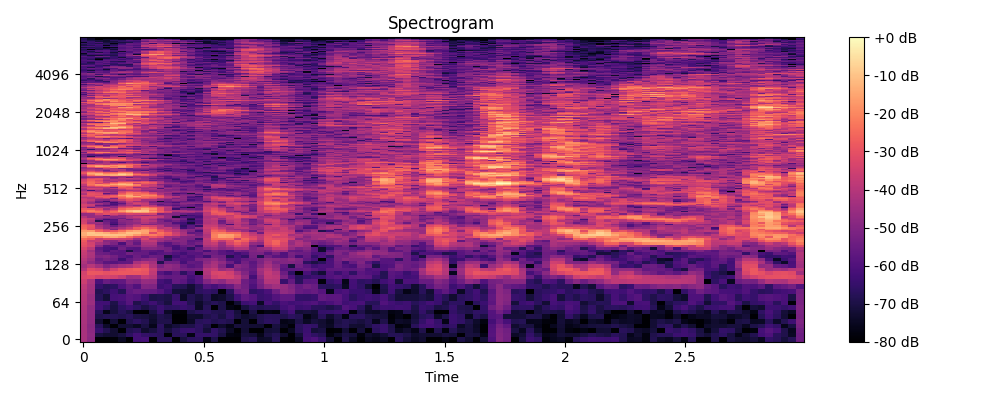 Spectrogram
Hz
4096
2048
1024
512
256
128
64
0
0
0.5
1
1.5
2
2.5
Time
+0 dB
-10 dB
-20 dB
-30 dB
-40 dB
-50 dB
-60 dB
-70 dB
-80 dB